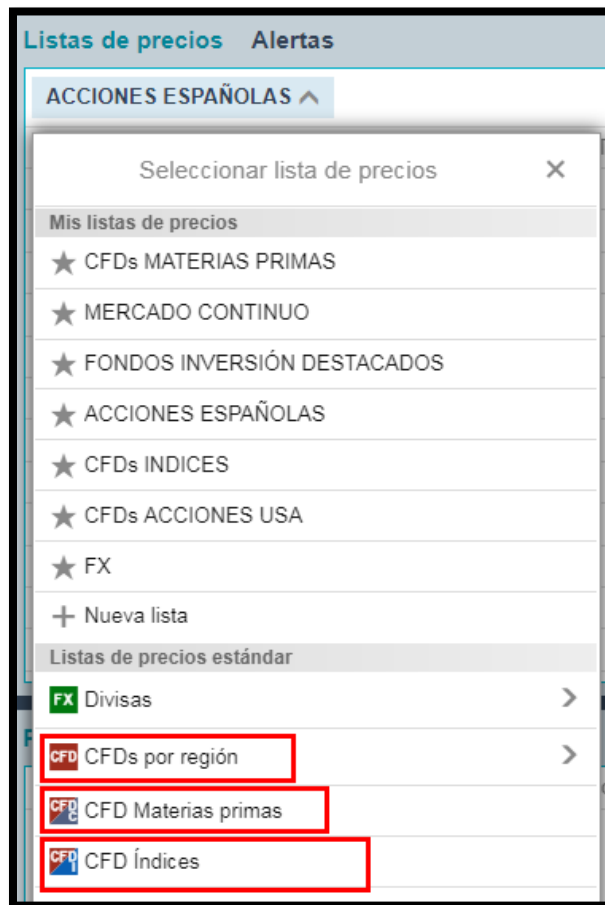 Listas de precios Alertas
ACCIONES ESPAÑOLAS
Seleccionar lista de precios
Mis listas de precios
CFDs MATERIAS PRIMAS
MERCADO CONTINUO
FONDOS INVERSIÓN DESTACADOS
ACCIONES ESPAÑOLAS
CFDs INDICES
CFDs ACCIONES USA
FX
Nueva lista
Listas de precios estándar
FX Divisas
CFD CFDs por región
CFD C CFD Materias primas
CFD I CFD Índices